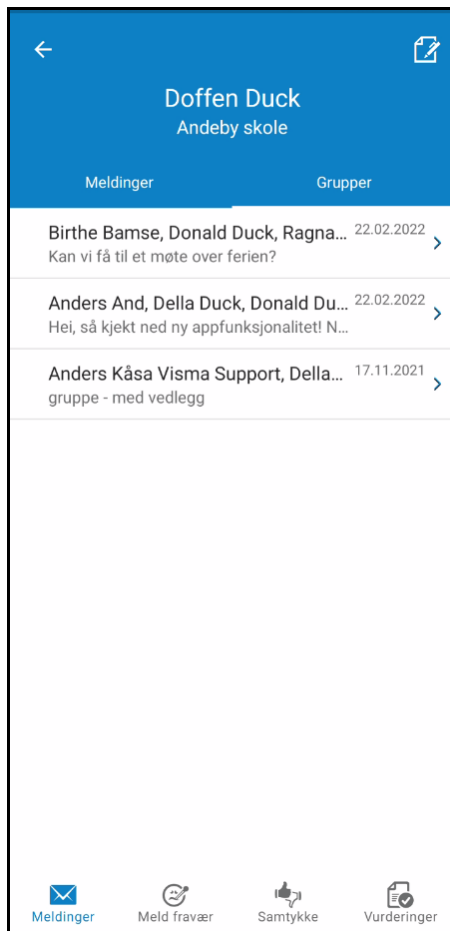 Doffen Duck
Andeby skole
Meldinger Grupper
Birthe Bamse, Donald Duck, Ragna... 22.02.2022
Kan vi få til et møte over ferien?
Anders And, Della Duck, Donald Du... 22.02.2022
Hei, så kjekt ned ny appfunksjonalitet! N...
Anders Kåsa Visma Support, Della... 17.11.2021
gruppe - med vedlegg
Meldinger Meld fravær Samtykke Vurderinger